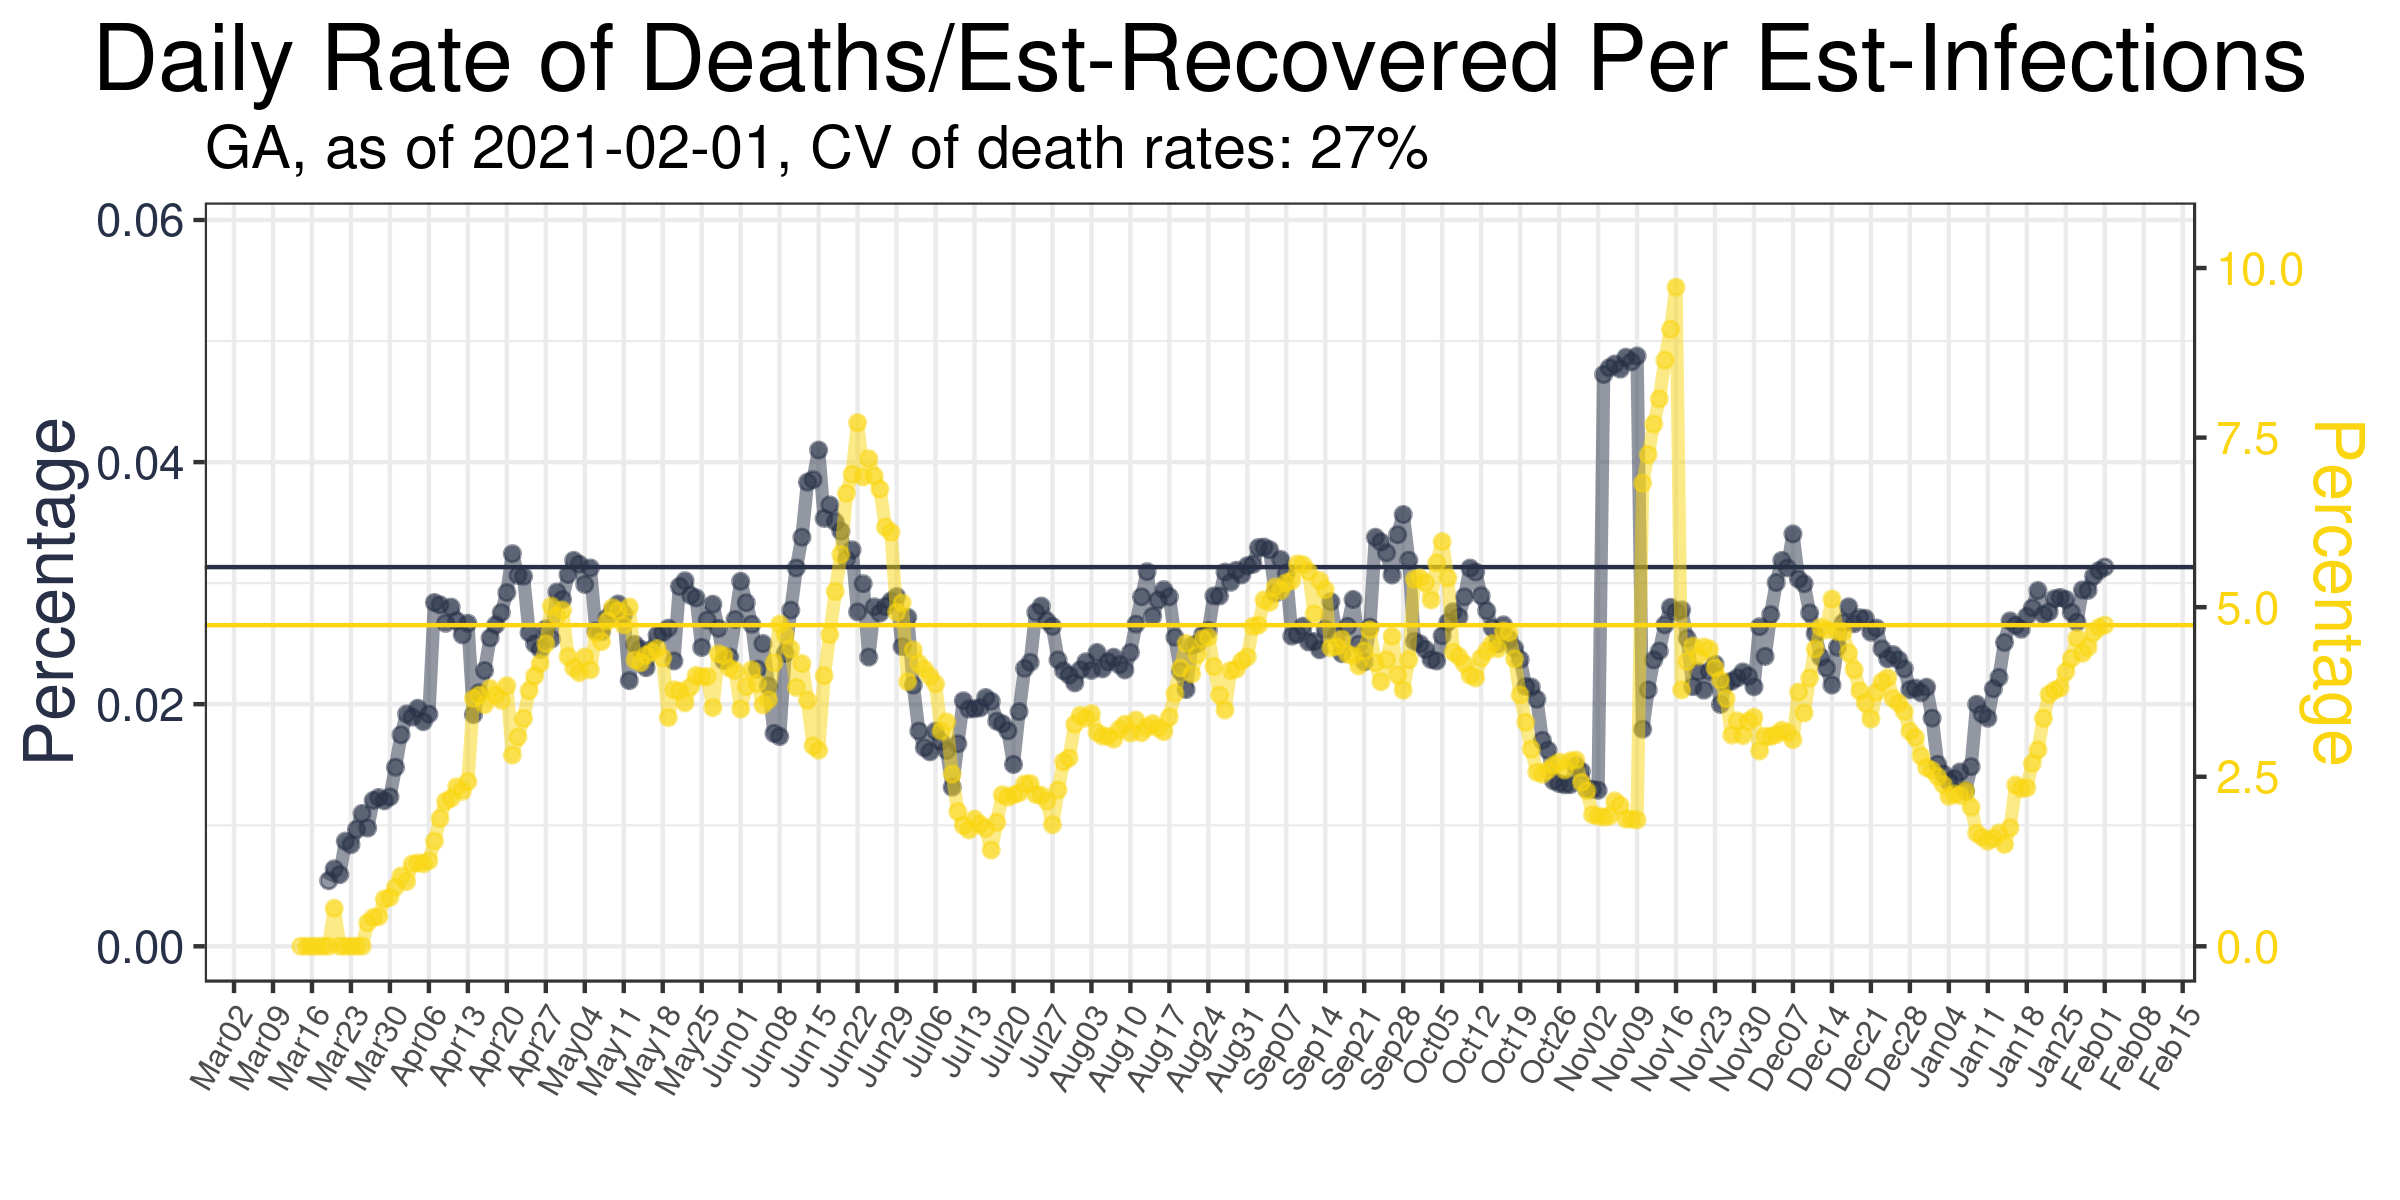 Daily Rate of Deaths/Est-Recovered Per Est-Infections
GA, as of 2021-02-01, CV of death rates: 27%
Percentage
0.06
0.04
0.02
0.00
10.0
7.5
5.0
2.5
0.0
Percentage
Mar02
Mar09
Mar16
Mar23
Mar30
Apr06
Apr13
Apr20
Apr27
May04
May11
May18
May25
Jun01
Jun08
Jun15
Jun22
Jun29
Jul06
Jul13
Jul20
Jul27
Aug03
Aug10
Aug17
Aug24
Aug31
Sep07
Sep14
Sep21
Sep28
Oct05
Oct12
Oct19
Oct26
Nov02
Nov09
Nov16
Nov23
Nov30
Dec07
Dec14
Dec21
Dec28
Jan04
Jan11
Jan18
Jan25
Feb01
Feb08
Feb15